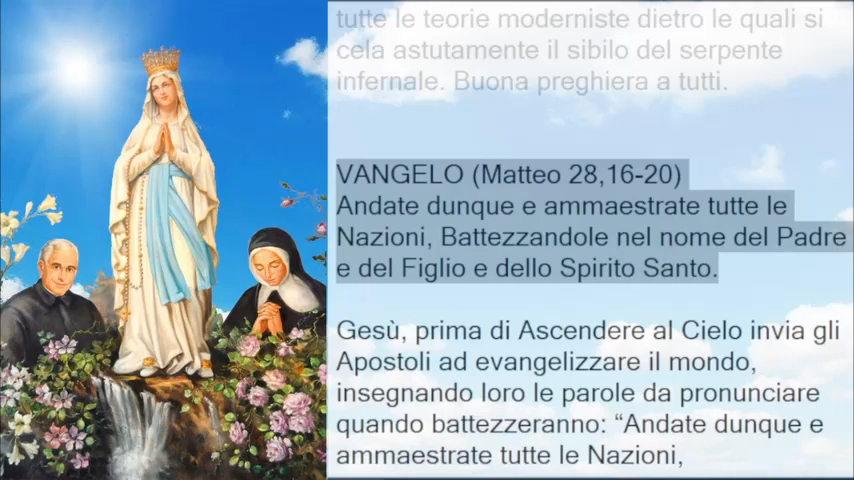 tutte le teorie moderniste dietro le quali si
cela astutamente il sibilo del serpente
infernale. Buona preghiera a tutti.
VANGELO (Matteo 28,16-20)
Andate dunque e ammaestrate tutte le
Nazioni, Battezzandole nel nome del Padre
e del Figlio e dello Spirito Santo.
Gesù, prima di Ascendere al Cielo invia gli
Apostoli ad evangelizzare il mondo,
insegnando loro le parole da pronunciare
quando battezzeranno: “Andate dunque e
ammaestrate tutte le Nazioni,